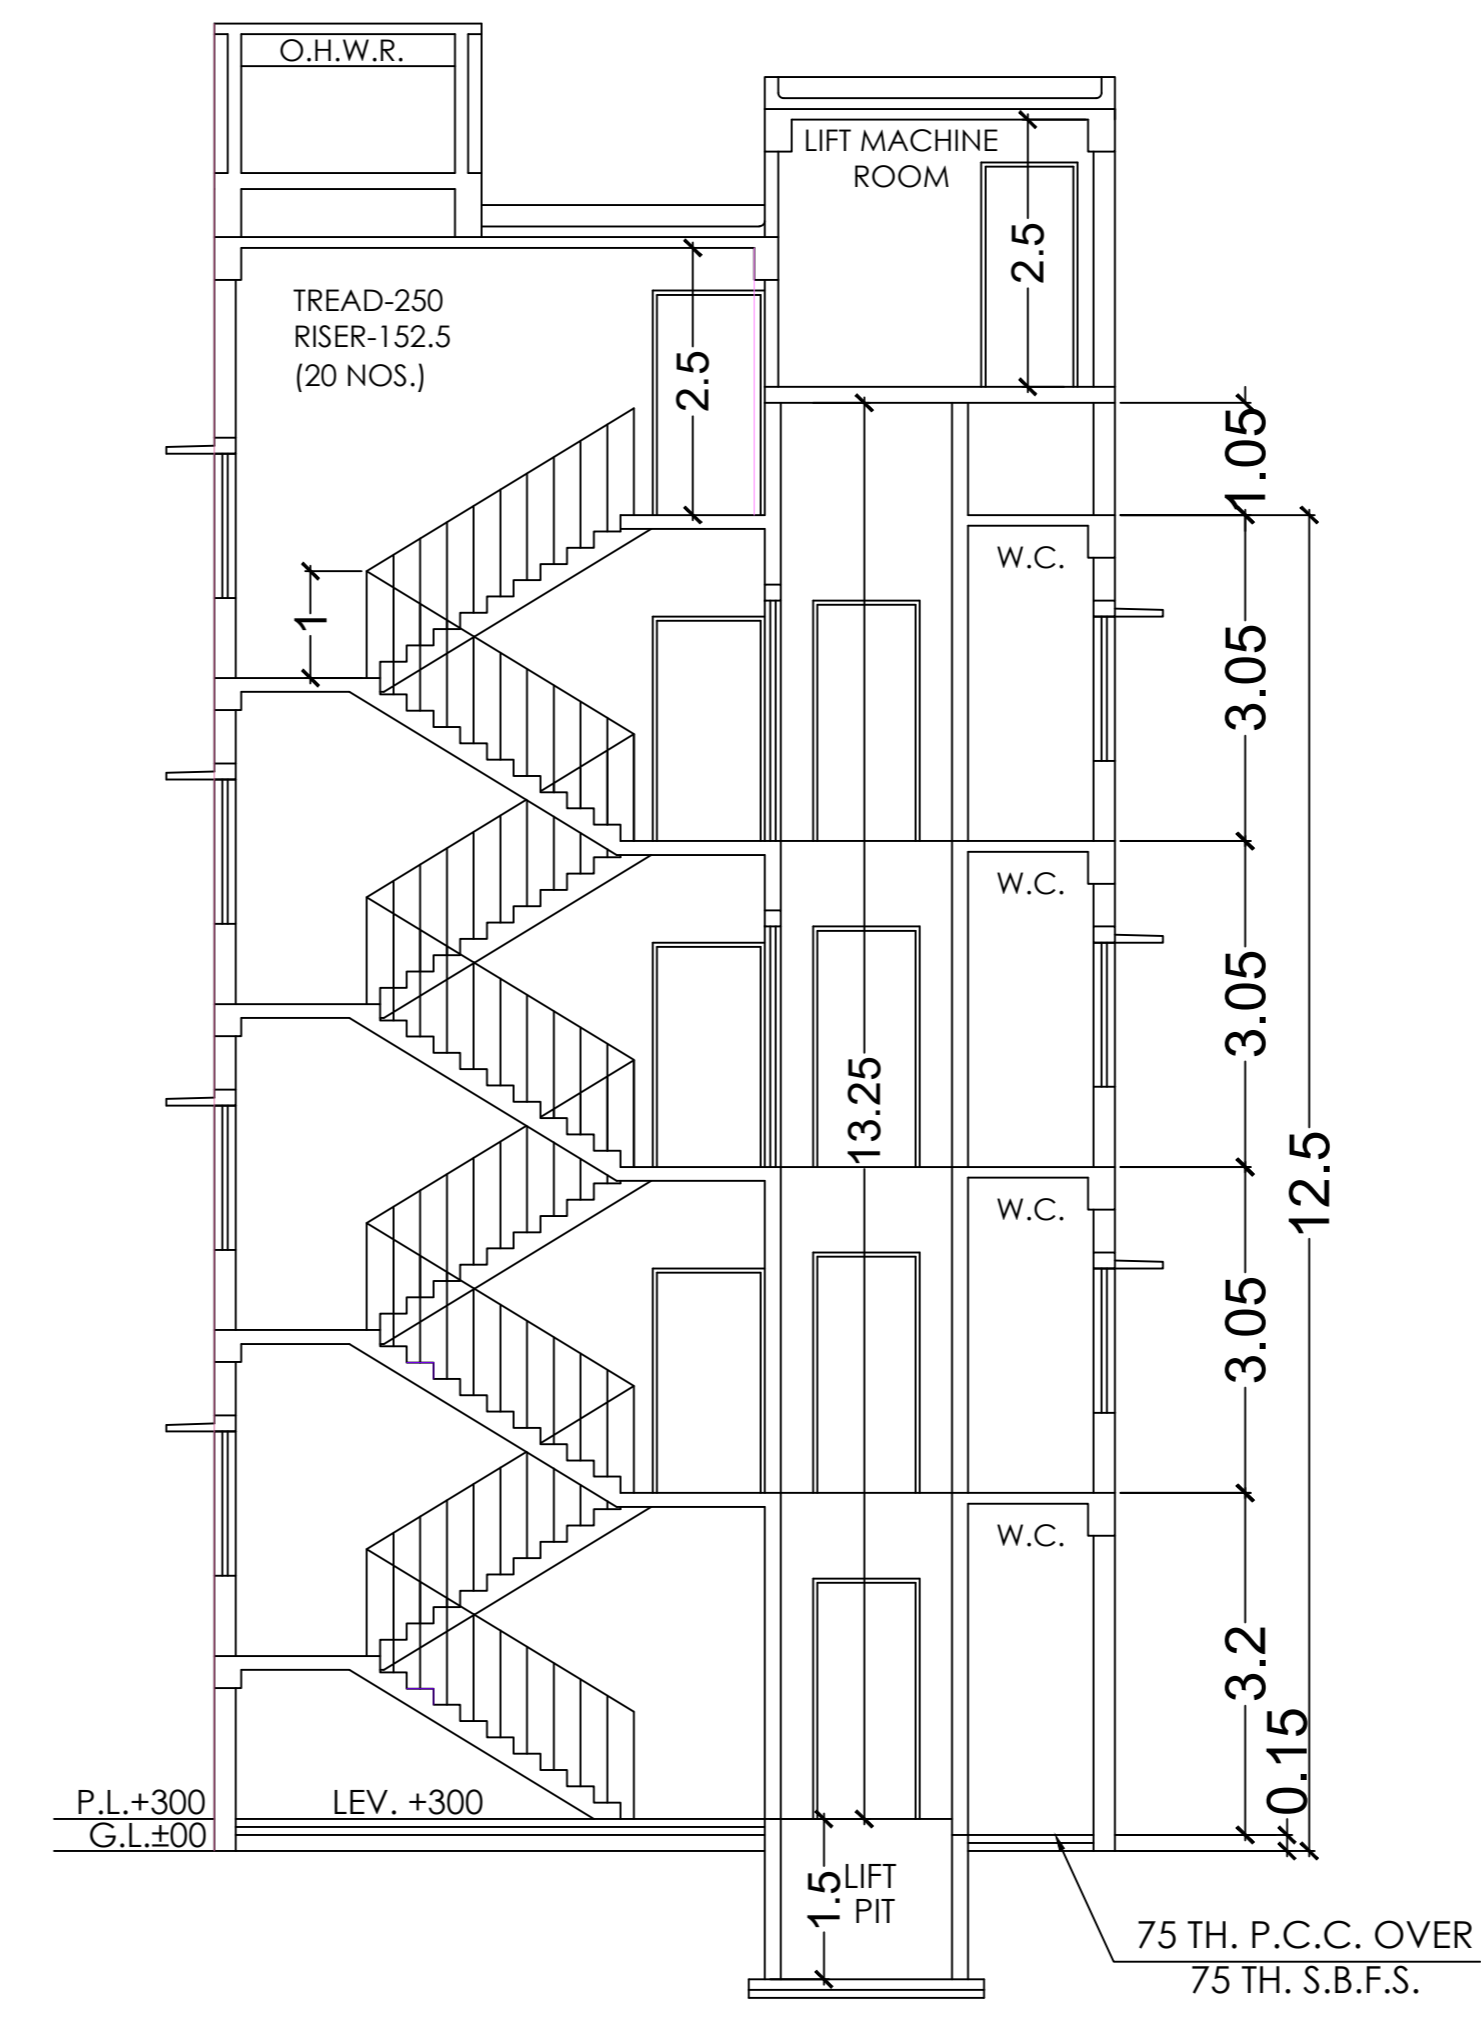 O.H.W.R.
LIFT MACHINE
ROOM
2.5
TREAD-250
RISER-152.5
(20 NOS.)
2.5
1.05
W.C.
1
3.05
W.C.
3.05
13.25
12.5
W.C.
3.05
W.C.
3.2
0.15
P.L.+300
LEV. +300
G.L.±00
1.5
LIFT
PIT
75 TH. P.C.C. OVER
75 TH. S.B.F.S.